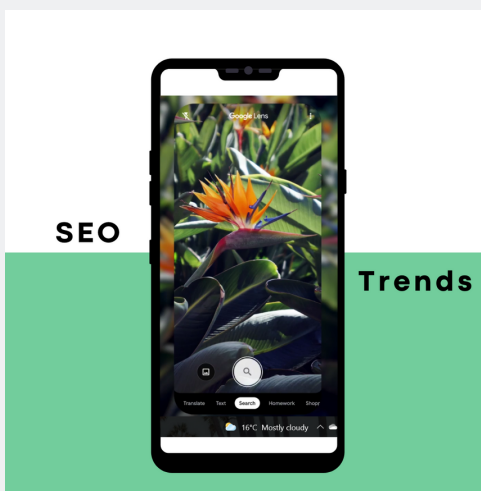 Google Lens
SEO
Trends
Translate Text Search Homework Shopp
16°C Mostly cloudy